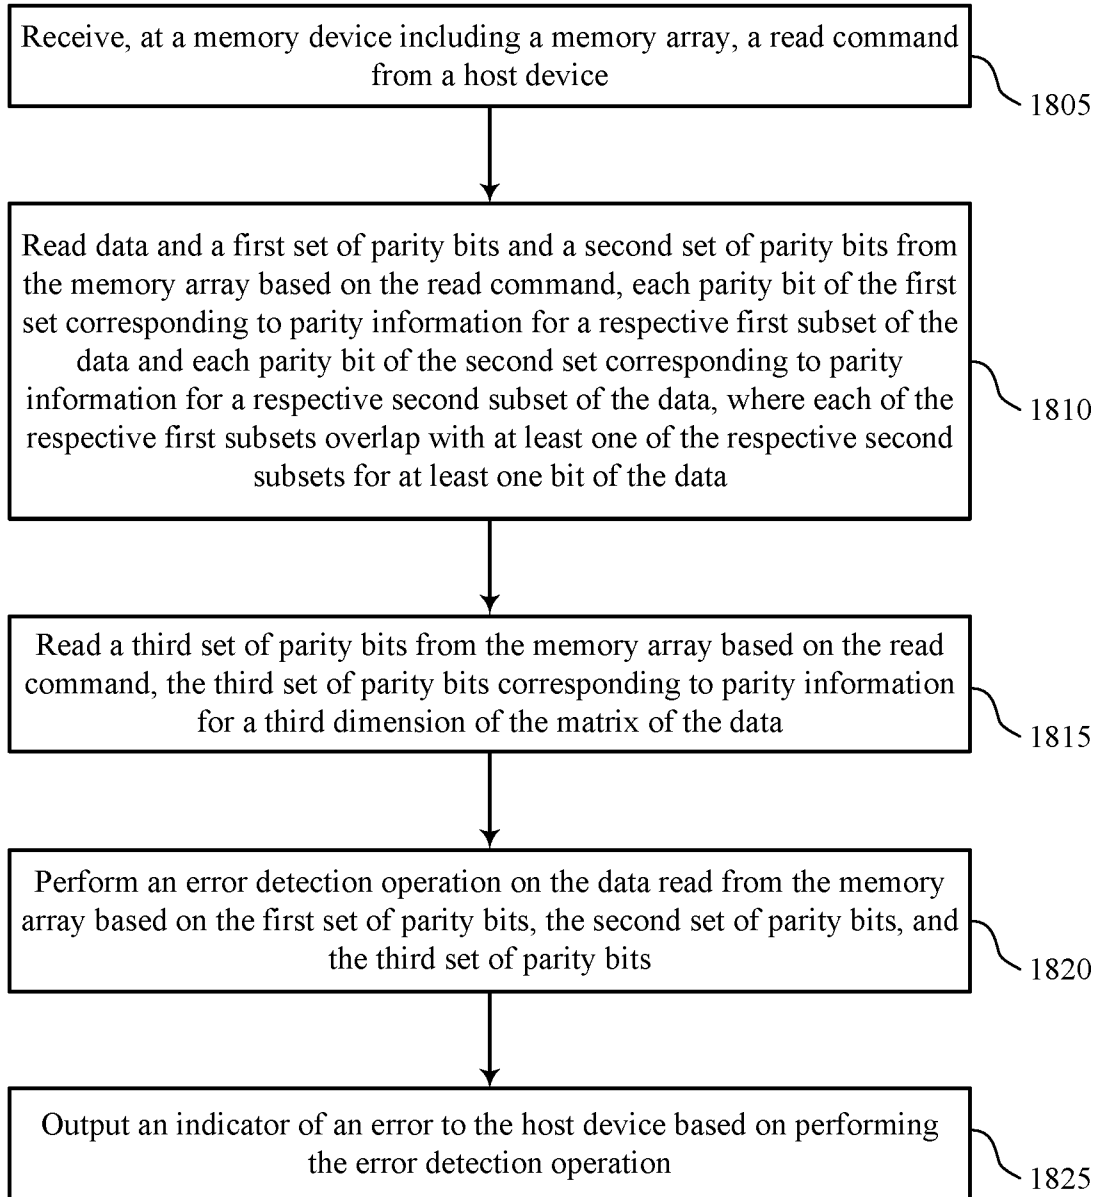 Receive, at a memory device including a memory array, a read command
from a host device
1805
Read data and a first set of parity bits and a second set of parity bits from
the memory array based on the read command, each parity bit of the first
set corresponding to parity information for a respective first subset of the
data and each parity bit of the second set corresponding to parity
information for a respective second subset of the data, where each of the
respective first subsets overlap with at least one of the respective second
subsets for at least one bit of the data
1810
Read a third set of parity bits from the memory array based on the read
command, the third set of parity bits corresponding to parity information
for a third dimension of the matrix of the data
1815
Perform an error detection operation on the data read from the memory
array based on the first set of parity bits, the second set of parity bits, and
the third set of parity bits
1820
Output an indicator of an error to the host device based on performing
the error detection operation
1825